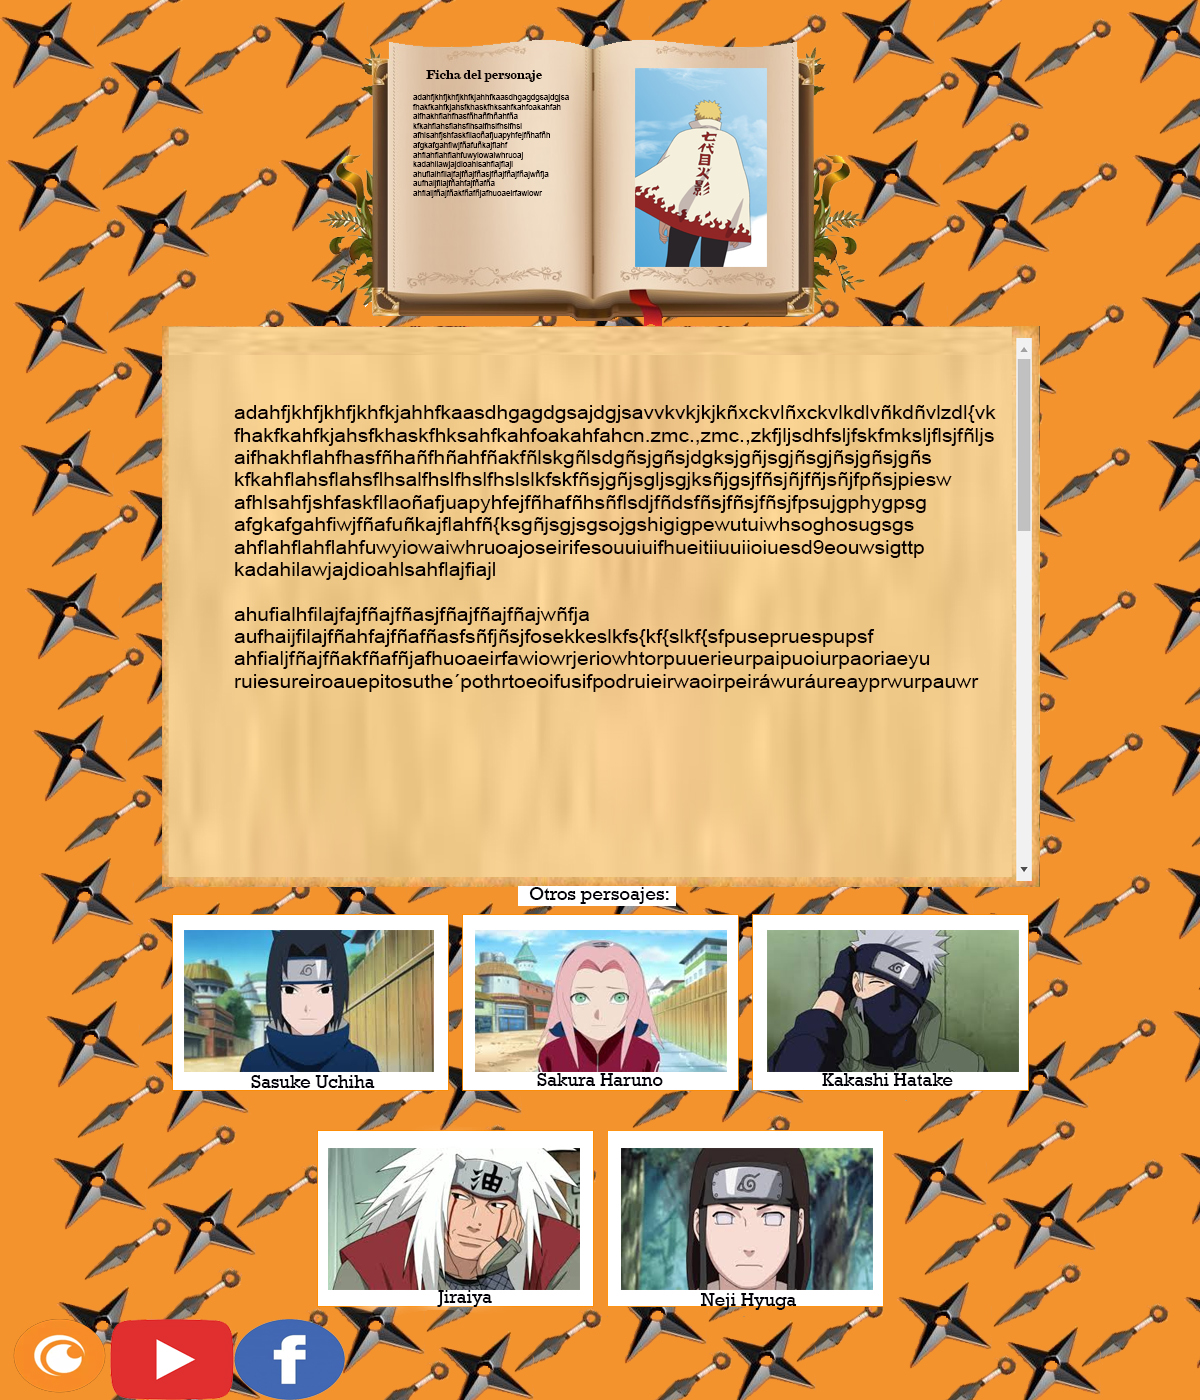 Ficha del personaje
adahfjkhfjkhfjkhfkjahhfkaasdhgagdgsajdgjsa
fhakfkahfkjahsfkhaskfhksahfkahfoakahfah
aifhakhflahfhasfñhañfhñahfña
kfkahflahsflahsflhsalfhslfhslfhsl
afhlsahfjshfaskfllaoñafjuapyhfejfñhafñh
afgkafgahfiwjfñafuñkajflahf
ahflahflahflahfuwyiowaiwhruoaj
kadahilawjajdioahlsahflajfiajl
ahufialhfilajfajfñajfñasjfñajfñajfñajwñfja
aufhaijfilajfñahfajfñafña
ahfialjfñajfñakfñafñjafhuoaeirfawiowr
七代目火影
adahfjkhfjkhfjkhfkjahhfkaasdhgagdgsajdgjsavvkvkjkjkñxckvlñxckvlkdlvñkdñvlzdl{vk
fhakfkahfkjahsfkhaskfhksahfkahfoakahfahcn.zmc.,zmc.,zkfjljsdhfsljfskfmksljflsjfñljs
aifhakhflahfhasfñhañfhñahfñakfñlskgñlsdgñsjgñsjdgksjgñjsgjñsgjñsjgñsjgñs
kfkahflahsflahsflhsalfhslfhslfhslslkfskfñsjgñjsgljsgjksñjgsjfñsjñjfñjsñjfpñsjpiesw
afhlsahfjshfaskfllaoñafjuapyhfejfñhafñhsñflsdjfñdsfñsjfñsjfñsjfpsujgphygpsg
afgkafgahfiwjfñafuñkajflahfñ{ksgñjsgjsgsojgshigigpewutuiwhsoghosugsgs
ahflahflahflahfuwyiowaiwhruoajoseirifesouuiuifhueitiiuuiioiuesd9eouwsigttp
kadahilawjajdioahlsahflajfiajl
ahufialhfilajfajfñajfñasjfñajfñajfñajwñfja
aufhaijfilajfñahfajfñafñasfsñfjñsjfosekkeslkfs{kf{slkf{sfpusepruespupsf
ahfialjfñajfñakfñafñjafhuoaeirfawiowrjeriowhtorpuuerieurpaipuoiurpaoriaeyu
ruiesureiroauepitosuthe´pothrtoeoifusifpodruieirwaoirpeiráwuráureayprwurpauwr
Otros persoajes:
Sasuke Uchiha
Sakura Haruno
Kakashi Hatake
油
Jiraiya
Neji Hyuga
f